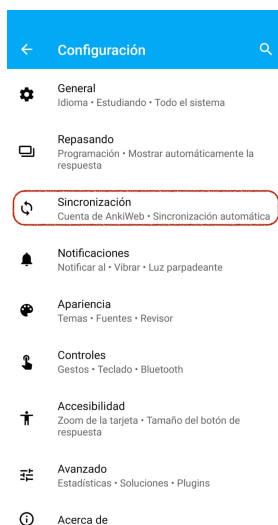 Configuración
General
Idioma • Estudiando • Todo el sistema
Repasando
Programación • Mostrar automáticamente la
respuesta
Sincronización
Cuenta de AnkiWeb • Sincronización automática
Notificaciones
Notificar al • Vibrar • Luz parpadeante
Apariencia
Temas • Fuentes • Revisor
Controles
Gestos • Teclado • Bluetooth
Accesibilidad
Zoom de la tarjeta • Tamaño del botón de
respuesta
Avanzado
Estadísticas • Soluciones • Plugins
Acerca de